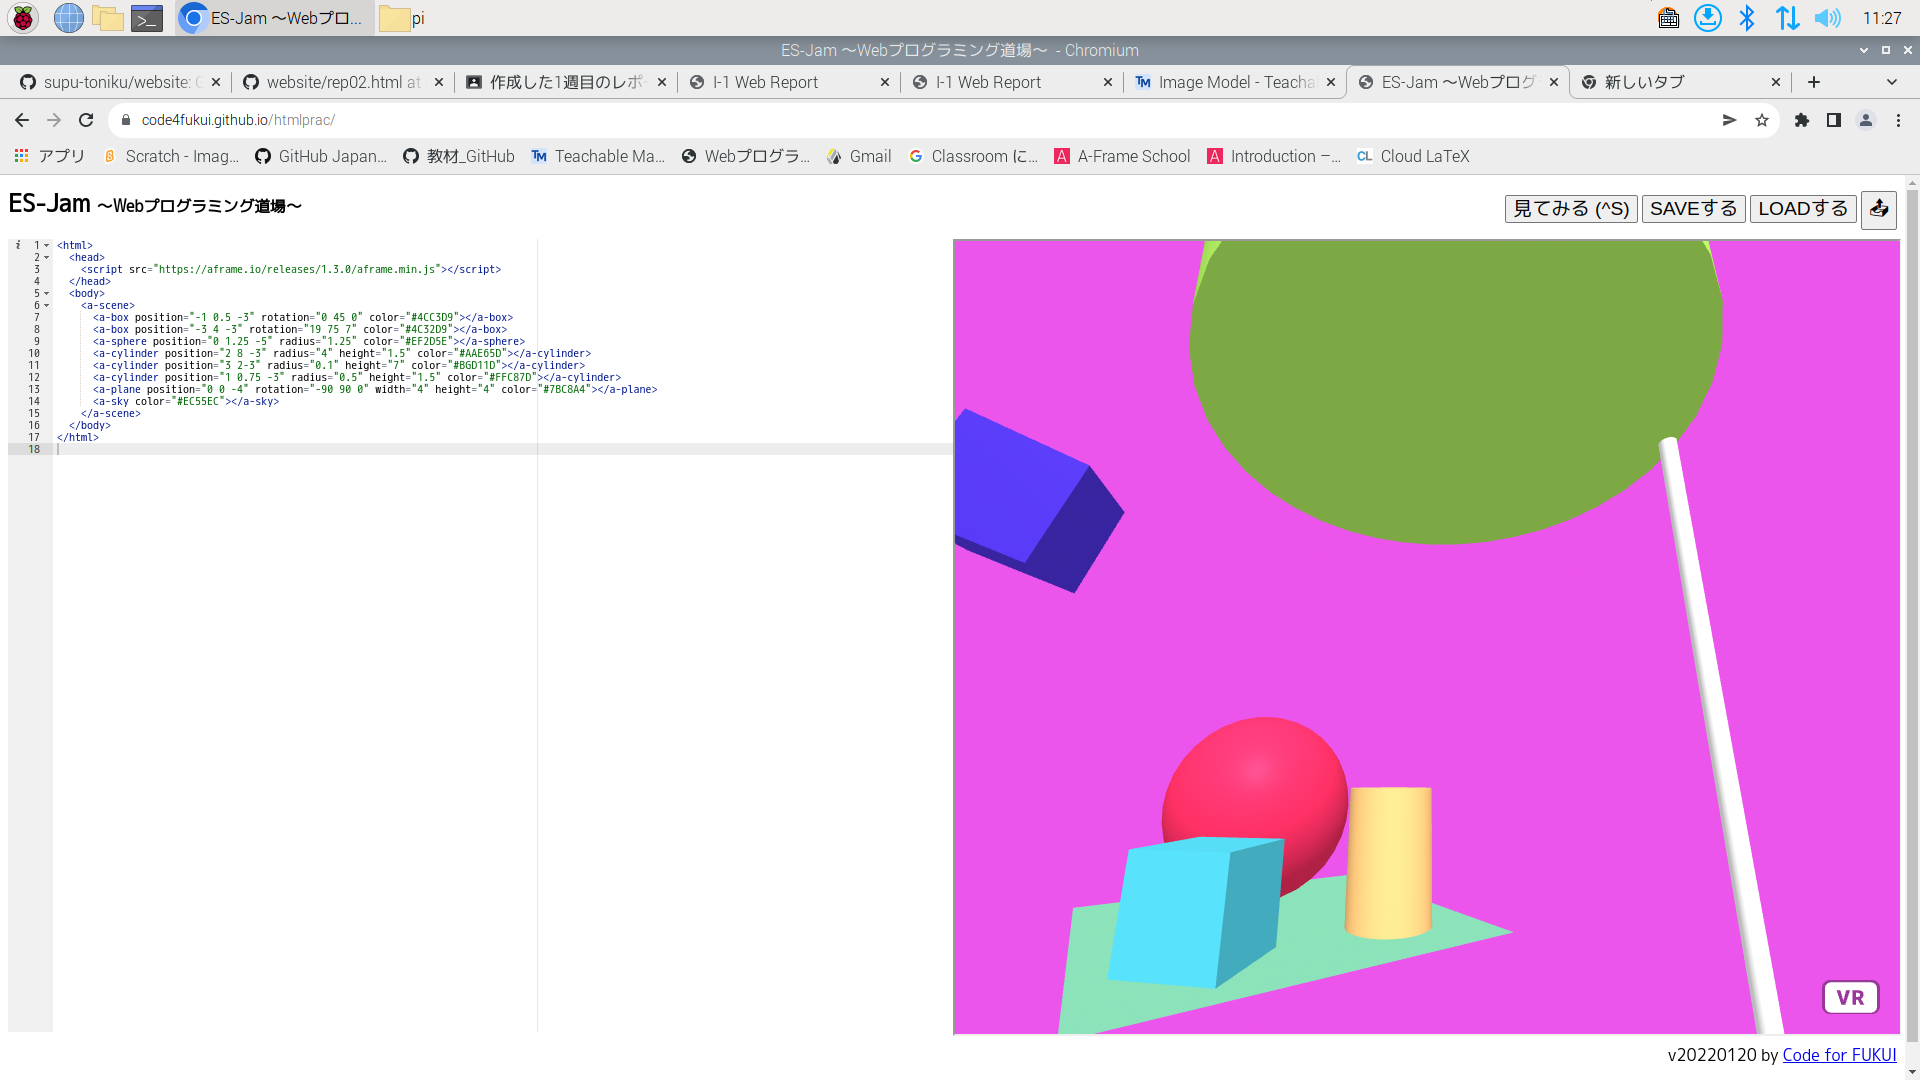 ES-Jam 〜Webプロ...
pi
11:27
ES-Jam 〜Webプログラミング道場〜 - Chromium
supu-toniku/website: G
website/rep02.html at
作成した1週目のレポー
I-1 Web Report
I-1 Web Report
Image Model - Teacha
ES-Jam 〜Webプログ
新しいタブ
code4fukui.github.io/htmlprac/
アプリ
Scratch - Imag...
GitHub Japan...
教材_GitHub
Teachable Ma...
Webプログラ...
Gmail
Classroom に...
A-Frame School
Introduction –...
Cloud LaTeX
ES-Jam 〜Webプログラミング道場〜
見てみる (^S)
SAVEする
LOADする
1 <html>
2 <head>
3 <script src="https://aframe.io/releases/1.3.0/aframe.min.js"></script>
4 </head>
5 <body>
6 <a-scene>
7 <a-box position="-1 0.5 -3" rotation="0 45 0" color="#4CC3D9"></a-box>
8 <a-box position="-3 4 -3" rotation="19 75 7" color="#4C32D9"></a-box>
9 <a-sphere position="0 1.25 -5" radius="1.25" color="#EF2D5E"></a-sphere>
10 <a-cylinder position="2 8 -3" radius="4" height="1.5" color="#AAE65D"></a-cylinder>
11 <a-cylinder position="3 2-3" radius="0.1" height="7" color="#BGD11D"></a-cylinder>
12 <a-cylinder position="1 0.75 -3" radius="0.5" height="1.5" color="#FFC87D"></a-cylinder>
13 <a-plane position="0 0 -4" rotation="-90 90 0" width="4" height="4" color="#7BC8A4"></a-plane>
14 <a-sky color="#EC55EC"></a-sky>
15 </a-scene>
16 </body>
17 </html>
18
VR
v20220120 by Code for FUKUI